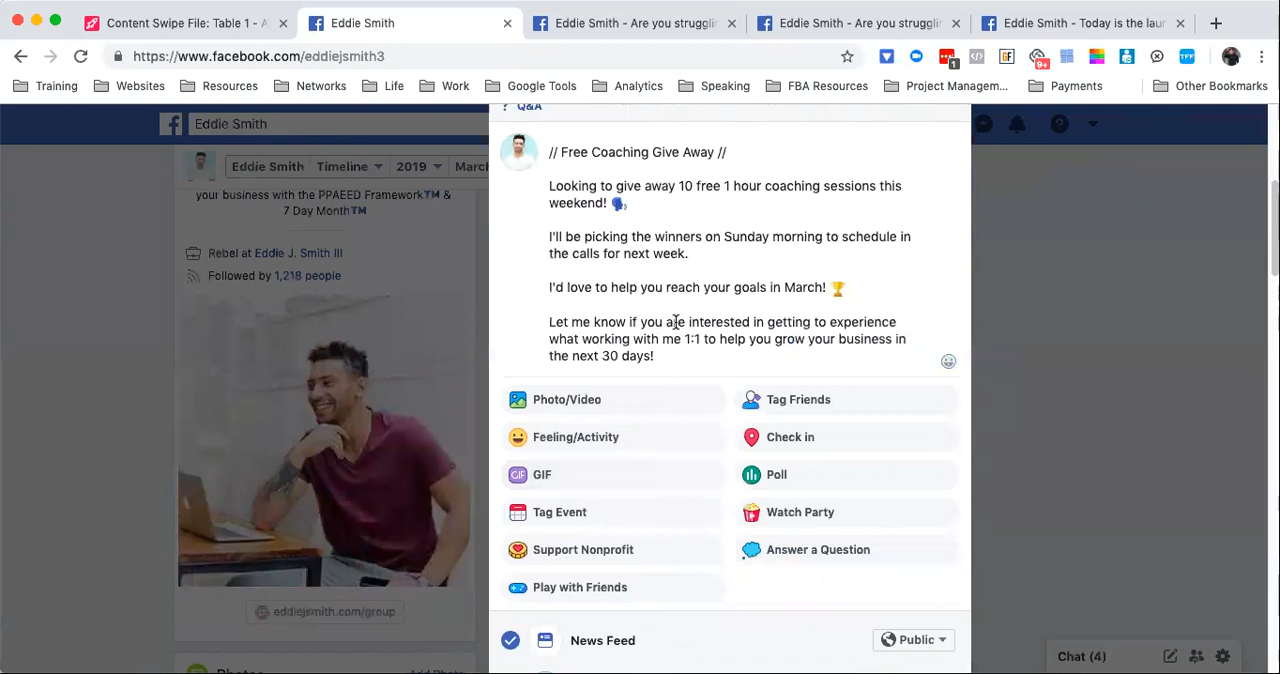 Content Swipe File: Table 1 - A
Eddie Smith
Eddie Smith - Are you strugglin
Eddie Smith - Are you strugglin
Eddie Smith - Today is the laun
https://www.facebook.com/eddiejsmith3
1
GF
9+
TFF
Training
Websites
Resources
Networks
Life
Work
Google Tools
Analytics
Speaking
FBA Resources
Project Managem...
Payments
Other Bookmarks
Eddie Smith
Eddie Smith
Timeline
2019
March
your business with the PPAEED Framework™ &
7 Day Month™
Rebel at Eddie J. Smith III
Followed by 1,218 people
eddiejsmith.com/group
Photos
Add Photo
? Q&A
// Free Coaching Give Away //
Looking to give away 10 free 1 hour coaching sessions this
weekend!
I'll be picking the winners on Sunday morning to schedule in
the calls for next week.
I'd love to help you reach your goals in March!
Let me know if you are interested in getting to experience
what working with me 1:1 to help you grow your business in
the next 30 days!
Photo/Video
Tag Friends
Feeling/Activity
Check in
GIF GIF
Poll
Tag Event
Watch Party
Support Nonprofit
Answer a Question
Play with Friends
News Feed
Public
Chat (4)